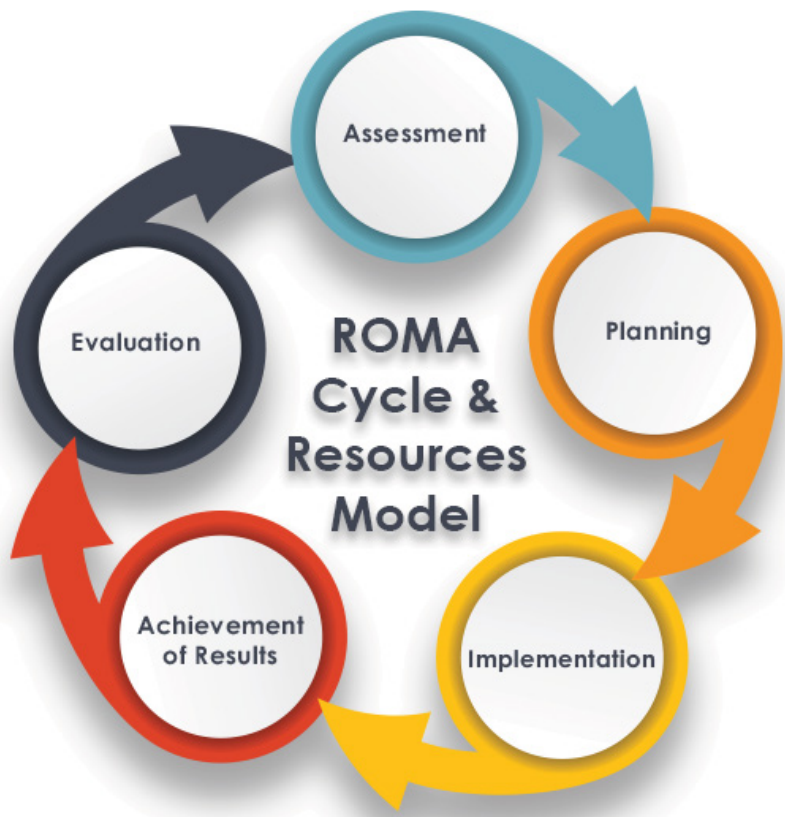 Assessment
Planning
Implementation
Achievement
of Results
Evaluation
ROMA
Cycle &
Resources
Model